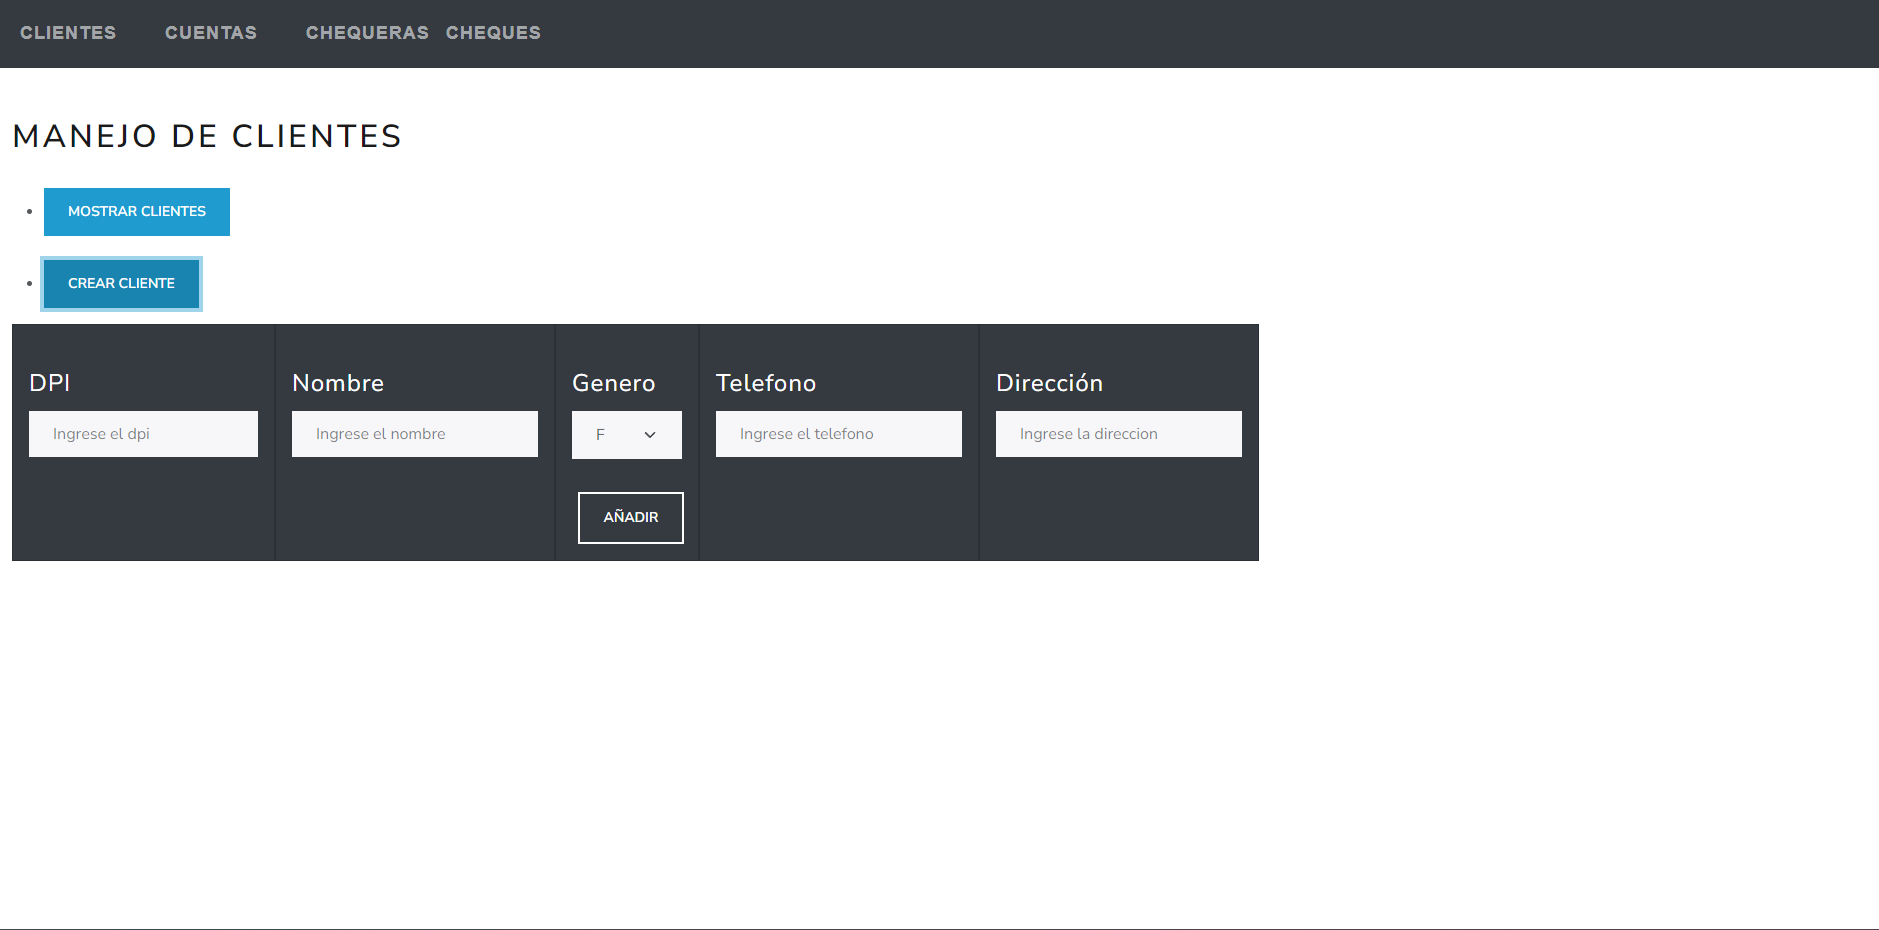 CLIENTES CUENTAS CHEQUERAS CHEQUES
MANEJO DE CLIENTES
MOSTRAR CLIENTES
CREAR CLIENTE
DPI Nombre Genero Telefono Dirección
Ingrese el dpi Ingrese el nombre F Ingrese el telefono Ingrese la direccion
AÑADIR